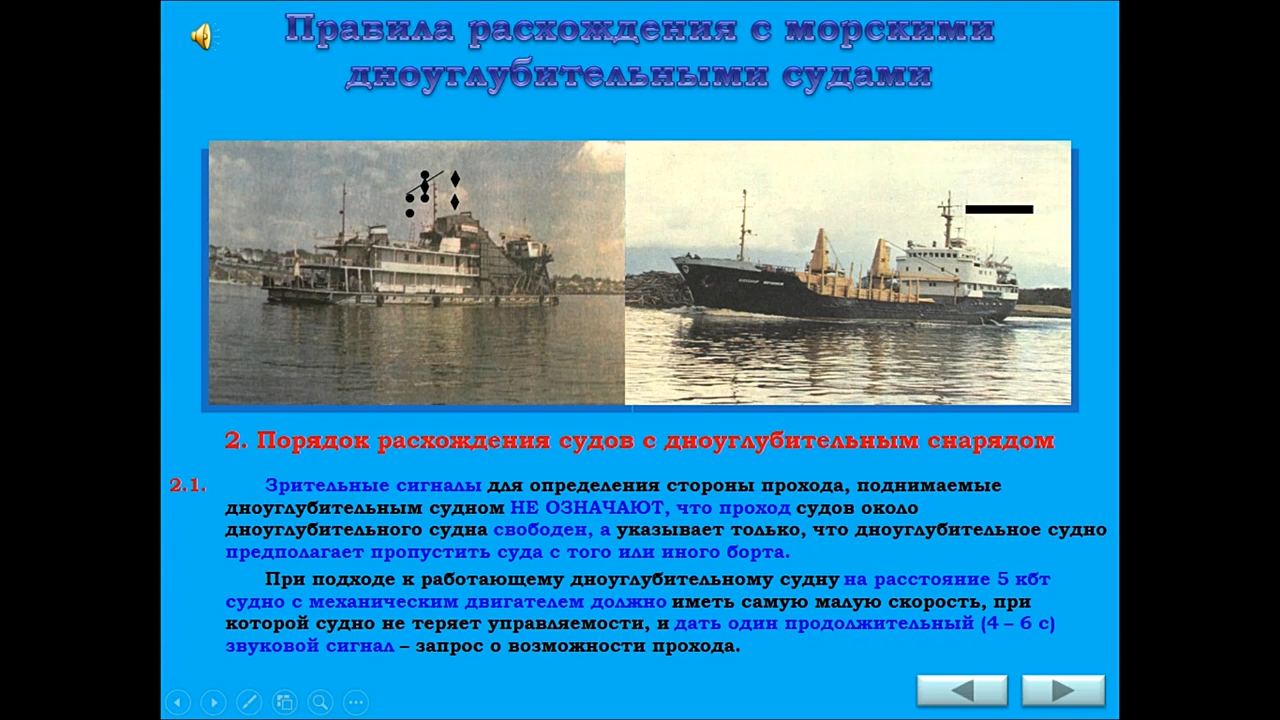 Правила расхождения с морскими
дноуглубительными судами
2. Порядок расхождения судов с дноуглубительным снарядом
2.1. Зрительные сигналы для определения стороны прохода, поднимаемые
дноуглубительным судном НЕ ОЗНАЧАЮТ, что проход судов около
дноуглубительного судна свободен, а указывает только, что дноуглубительное судно
предполагает пропустить суда с того или иного борта.
При подходе к работающему дноуглубительному судну на расстояние 5 кбт
судно с механическим двигателем должно иметь самую малую скорость, при
которой судно не теряет управляемости, и дать один продолжительный (4 – 6 с)
звуковой сигнал – запрос о возможности прохода.